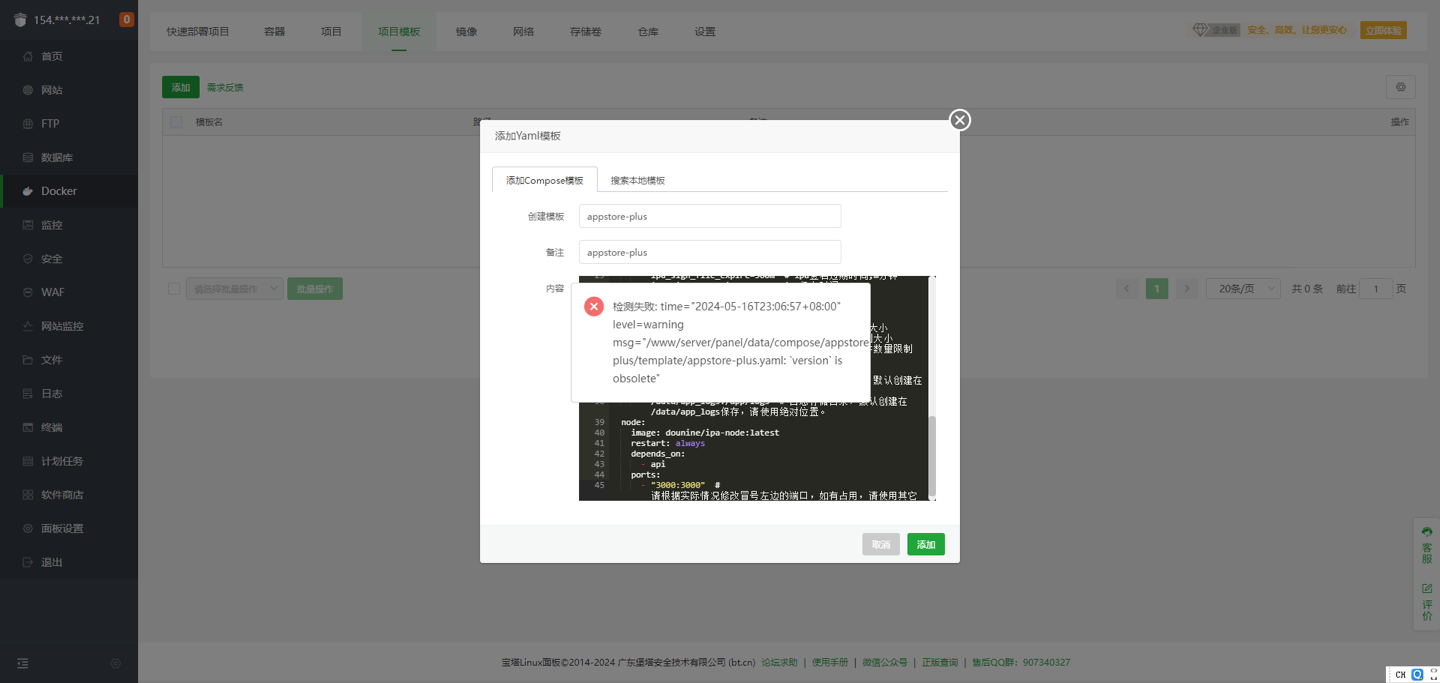 154.***.***.21
0
首页
网站
FTP
数据库
Docker
监控
安全
WAF
网站监控
文件
日志
终端
计划任务
软件商店
面板设置
退出
快速部署项目
容器
项目
项目模板
镜像
网络
存储卷
仓库
设置
企业版
安全、高效、让您更安心
立即体验
添加
需求反馈
模板名
操作
请选择批量操作
批量操作
1
20条/页
共 0 条
前往
1
页
添加Yaml模板
添加Compose模板
搜索本地模板
创建模板
appstore-plus
备注
appstore-plus
内容
大小
大小
数量限制
默认创建在
检测失败: time="2024-05-16T23:06:57+08:00"
level=warning
msg="/www/server/panel/data/compose/appstore
plus/template/appstore-plus.yaml: `version` is
obsolete"
/data/app_logs保存，请使用绝对位置。
39 node:
40 image: dounine/ipa-node:latest
41 restart: always
42 depends_on:
43 - api
44 ports:
45 - "3000:3000" #
请根据实际情况修改冒号左边的端口，如有占用，请使用其它
取消
添加
客服
评价
宝塔Linux面板©2014-2024 广东堡塔安全技术有限公司 (bt.cn) 论坛求助 | 使用手册 | 微信公众号 | 正版查询 | 售后QQ群：907340327
CH